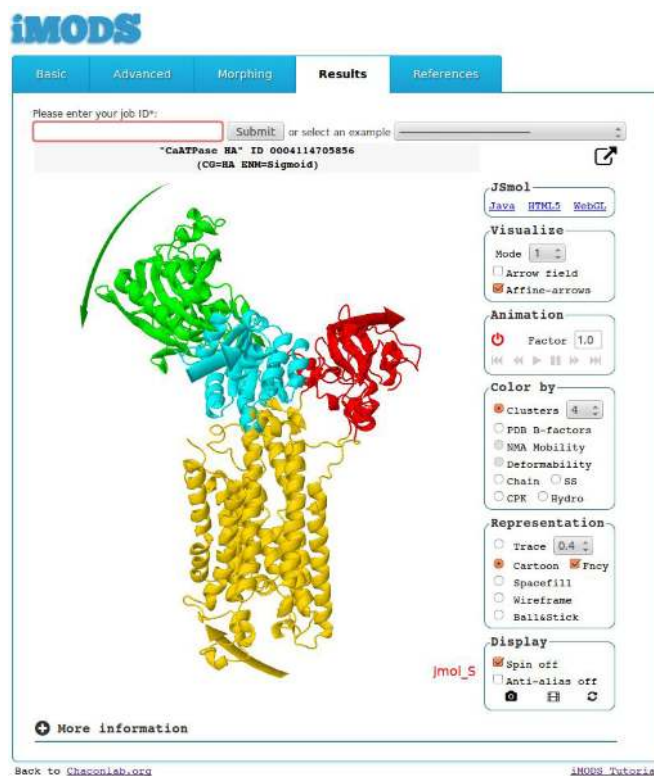 iMODS
Basic Advanced Morphing Results References
Please enter your job ID*:
Submit or select an example
"CaATPase HA" ID 0004114705856
(CG=HA ENM=Sigmoid)
JSmol
Java HTML5 WebGL
Visualize
Mode 1
Arrow field
Affine-arrows
Animation
Factor 1.0
Color by
Clusters 4
PDB B-factors
NMA Mobility
Deformability
Chain SS
CPK Hydro
Representation
Trace 0.4
Cartoon Fncy
Spacefill
Wireframe
Ball&Stick
Display
Spin off
Anti-alias off
Jmol_S
More information
Back to Chaconlab.org
iMODS Tutoria